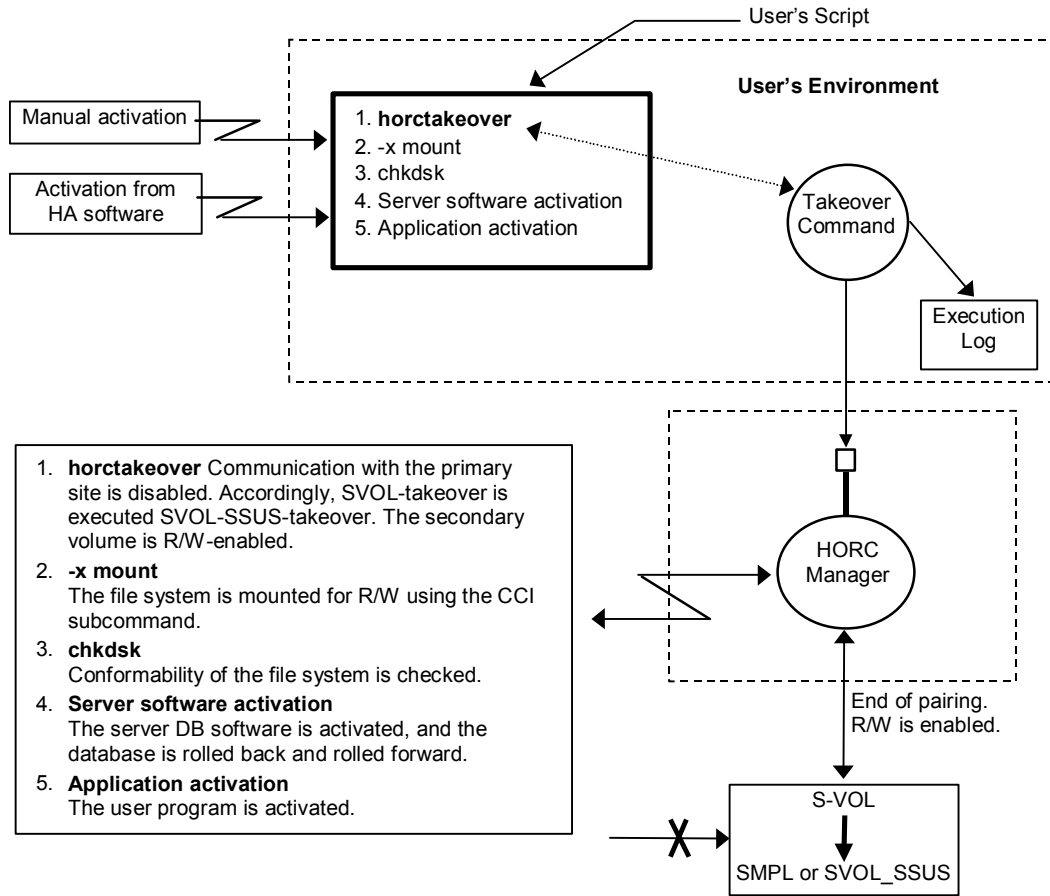 User's Script
User's Environment
Manual activation
Activation from
HA software
1. horctakeover
2. -x mount
3. chkdsk
4. Server software activation
5. Application activation
Takeover
Command
Execution
Log
1. horctakeover Communication with the primary
site is disabled. Accordingly, SVOL-takeover is
executed SVOL-SSUS-takeover. The secondary
volume is R/W-enabled.
2. -x mount
The file system is mounted for R/W using the CCI
subcommand.
3. chkdsk
Conformability of the file system is checked.
4. Server software activation
The server DB software is activated, and the
database is rolled back and rolled forward.
5. Application activation
The user program is activated.
HORC
Manager
End of pairing.
R/W is enabled.
S-VOL
SMPL or SVOL_SSUS